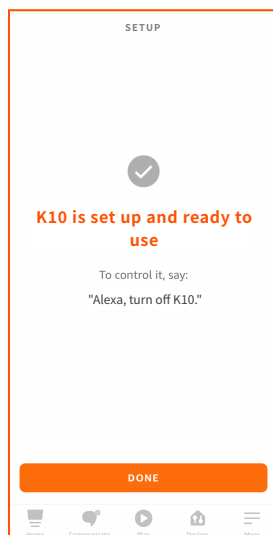 SETUP
K10 is set up and ready to
use
To control it, say:
"Alexa, turn off K10."
DONE
Home Communicate Play Devices More